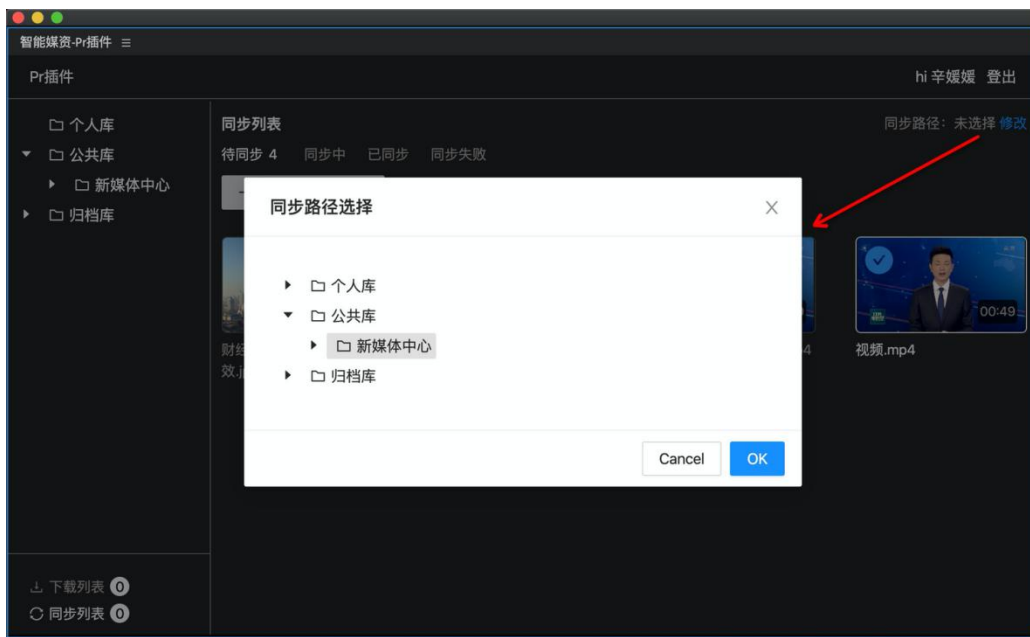 智能媒资-Pr插件
Pr插件
hi 辛媛媛 登出
个人库
公共库
新媒体中心
归档库
同步列表
同步路径：未选择 修改
待同步 4 同步中 已同步 同步失败
同步路径选择
个人库
公共库
新媒体中心
归档库
Cancel OK
00:49
财经
效.j
4
视频.mp4
下载列表 0
同步列表 0